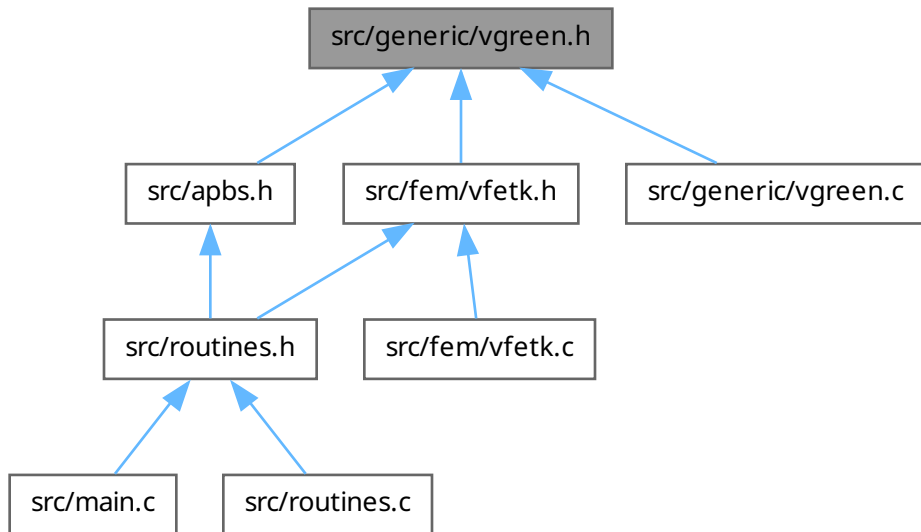 src/generic/vgreen.h
src/apbs.h
src/fem/vfetk.h
src/generic/vgreen.c
src/routines.h
src/fem/vfetk.c
src/main.c
src/routines.c